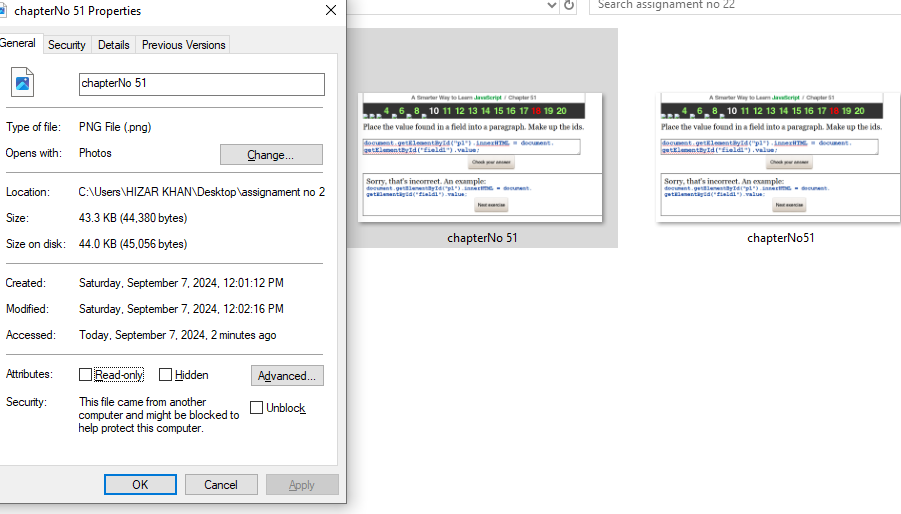 chapterNo 51 Properties
General Security Details Previous Versions
chapterNo 51
Type of file: PNG File (.png)
Opens with: Photos Change...
Location: C:\Users\HIZAR KHAN\Desktop\assignament no 2
Size: 43.3 KB (44,380 bytes)
Size on disk: 44.0 KB (45,056 bytes)
Created: Saturday, September 7, 2024, 12:01:12 PM
Modified: Saturday, September 7, 2024, 12:02:16 PM
Accessed: Today, September 7, 2024, 2 minutes ago
Attributes: Read-only Hidden Advanced...
Security: This file came from another
computer and might be blocked to
help protect this computer.
Unblock
OK Cancel Apply
Search assignament no 22
A Smarter Way to Learn JavaScript / Chapter 51
4 6 8 10 11 12 13 14 15 16 17 18 19 20
Place the value found in a field into a paragraph. Make up the ids.
document.getElementById("p1").innerHTML = document.
getElementById("field1").value;
Check your answer
Sorry, that's incorrect. An example:
document.getElementById("p1").innerHTML = document.
getElementById("field1").value;
Next exercise
chapterNo 51
A Smarter Way to Learn JavaScript / Chapter 51
4 6 8 10 11 12 13 14 15 16 17 18 19 20
Place the value found in a field into a paragraph. Make up the ids.
document.getElementById("p1").innerHTML = document.
getElementById("field1").value;
Check your answer
Sorry, that's incorrect. An example:
document.getElementById("p1").innerHTML = document.
getElementById("field1").value;
Next exercise
chapterNo51